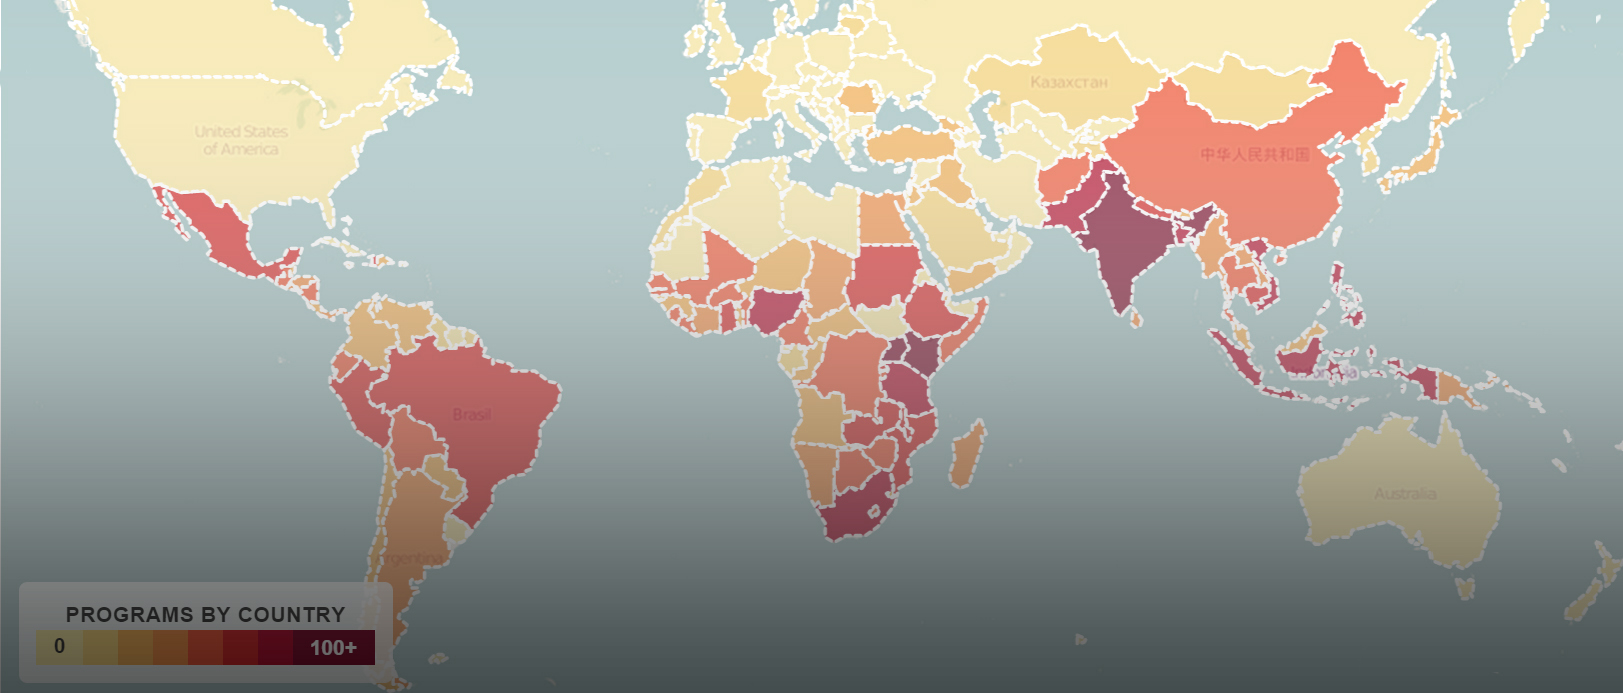 Казахстан
United States
of America
中华人民共和国
Brasil
Australia
Argentina
PROGRAMS BY COUNTRY
0
100+